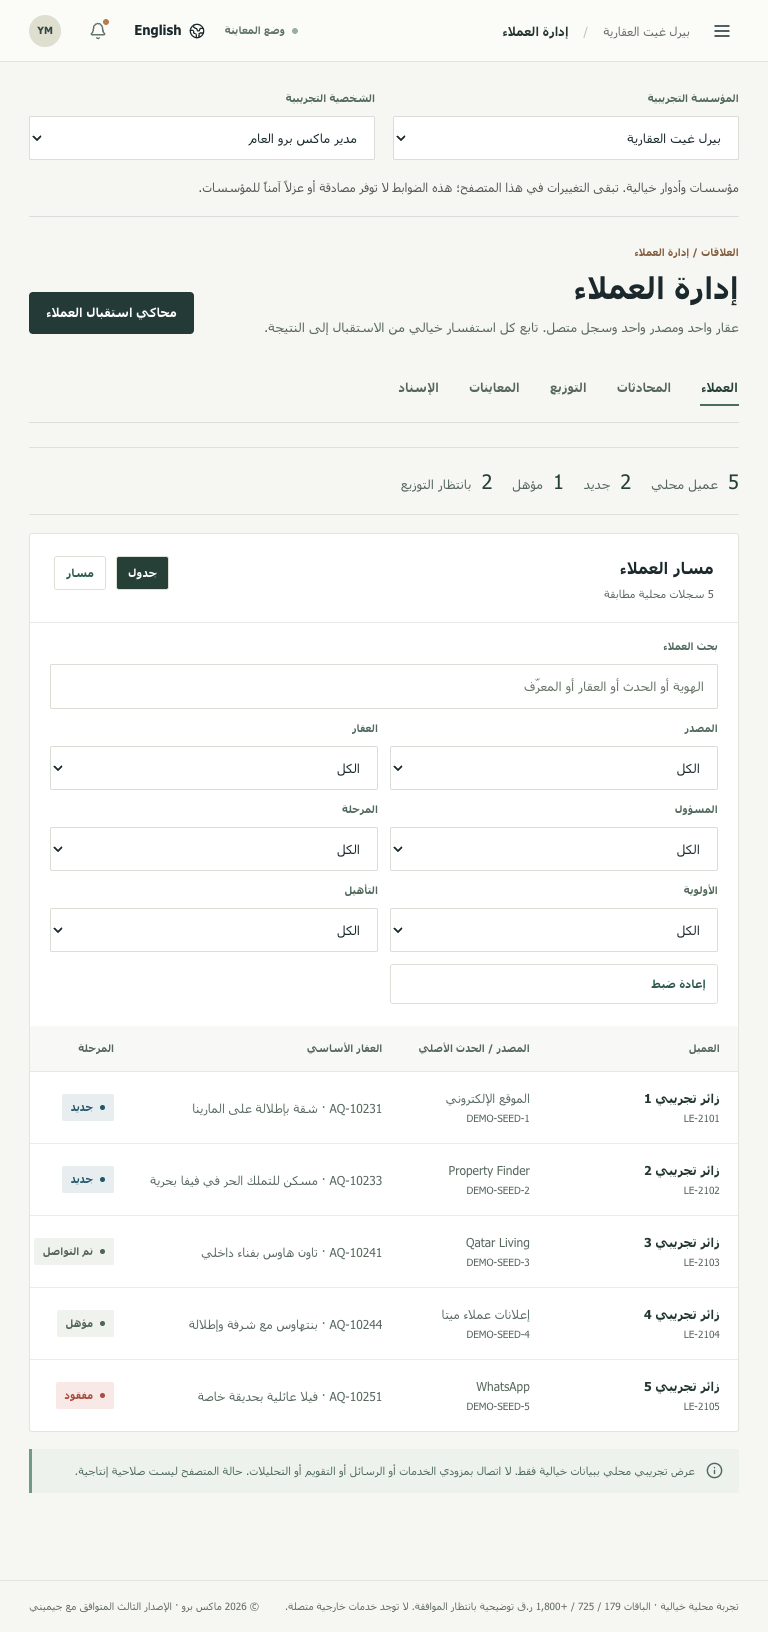 بيرل غيت العقارية / إدارة العملاء
وضع المعاينة
English
YM
المؤسسة التجريبية
بيرل غيت العقارية
الشخصية التجريبية
مدير ماكس برو العام
مؤسسات وأدوار خيالية. تبقى التغييرات في هذا المتصفح؛ هذه الضوابط لا توفر مصادقة أو عزلاً آمناً للمؤسسات.
العلاقات / إدارة العملاء
إدارة العملاء
عقار واحد ومصدر واحد وسجل متصل. تابع كل استفسار خيالي من الاستقبال إلى النتيجة.
محاكي استقبال العملاء
العملاء المحادثات التوزيع المعاينات الإسناد
5 عميل محلي 2 جديد 1 مؤهل 2 بانتظار التوزيع
مسار العملاء
5 سجلات محلية مطابقة
جدول مسار
بحث العملاء
الهوية أو الحدث أو العقار أو المعرّف
المصدر العقار
الكل الكل
المسؤول المرحلة
الكل الكل
الأولوية التأهيل
الكل الكل
إعادة ضبط
العميل المصدر / الحدث الأصلي العقار الأساسي المرحلة
زائر تجريبي 1 الموقع الإلكتروني AQ-10231 · شقة بإطلالة على المارينا جديد
LE-2101 DEMO-SEED-1
زائر تجريبي 2 Property Finder AQ-10233 · مسكن للتملك الحر في فيفا بحرية جديد
LE-2102 DEMO-SEED-2
زائر تجريبي 3 Qatar Living AQ-10241 · تاون هاوس بفناء داخلي تم التواصل
LE-2103 DEMO-SEED-3
زائر تجريبي 4 إعلانات عملاء ميتا AQ-10244 · بنتهاوس مع شرفة وإطلالة مؤهل
LE-2104 DEMO-SEED-4
زائر تجريبي 5 WhatsApp AQ-10251 · فيلا عائلية بحديقة خاصة مفقود
LE-2105 DEMO-SEED-5
عرض تجريبي محلي ببيانات خيالية فقط. لا اتصال بمزودي الخدمات أو الرسائل أو التقويم أو التحليلات. حالة المتصفح ليست صلاحية إنتاجية.
تجربة محلية خيالية · الباقات 179 / 725 / +1,800 ر.ق توضيحية بانتظار الموافقة. لا توجد خدمات خارجية متصلة.
© 2026 ماكس برو · الإصدار الثالث المتوافق مع جيميني